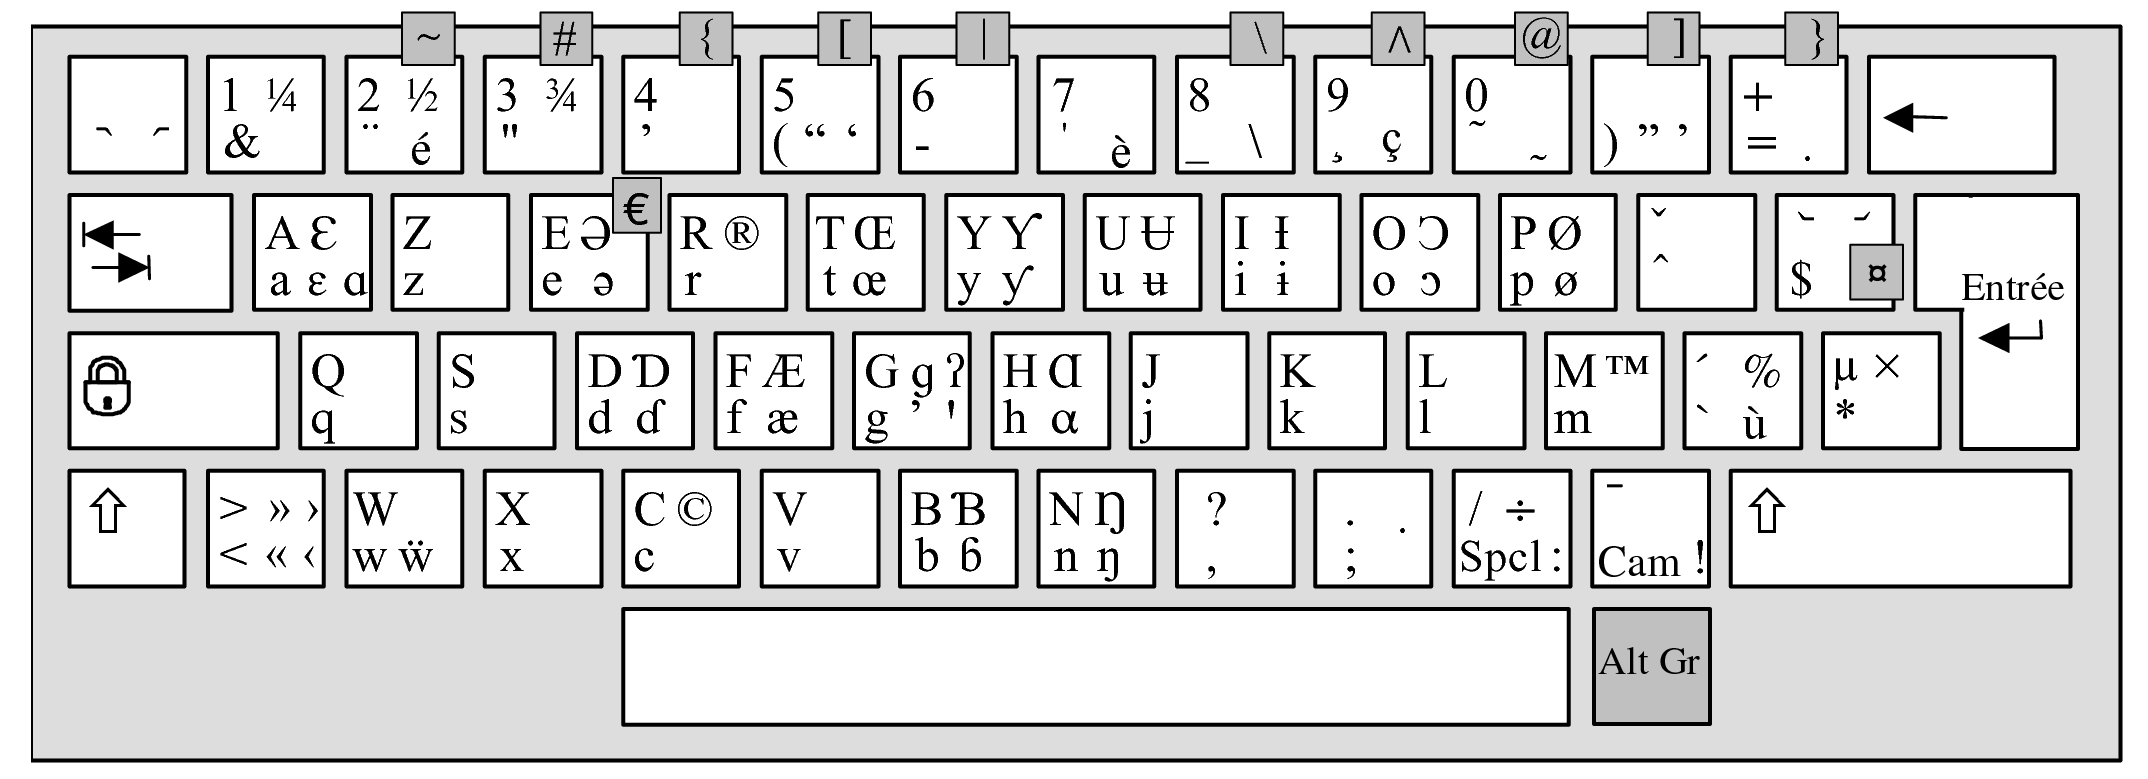 ~ # { [ | \ ʌ @ ] }
1 ¼ 2 ½ 3 ¾ 4 5 6 7 8 9 0 +
ˋ ˊ & ¨ é " ’ ( “ ‘ - ' è _ \ ¸ ç ˜ ˷ ) ” ’ = .
€
A Ɛ Z E Ə R ® T Œ Y Ƴ U Ʉ I Ɨ O Ɔ P Ø ˇ ˋ ˊ
a ɛ ɑ z e ə r t œ y ƴ u ʉ i ɨ o ɔ p ø ˆ $ ¤ Entrée
Q S D Ɗ F Æ G ɡ ʔ H Ɑ J K L M ™ ´ % µ ×
q s d ɗ f æ g ’ ' h ɑ j k l m ` ù *
> » › W X C © V B Ɓ N Ŋ ? . . / ÷ ¯
< « ‹ w ẅ x c v b ɓ n ŋ , ; Spcl : Cam !
Alt Gr